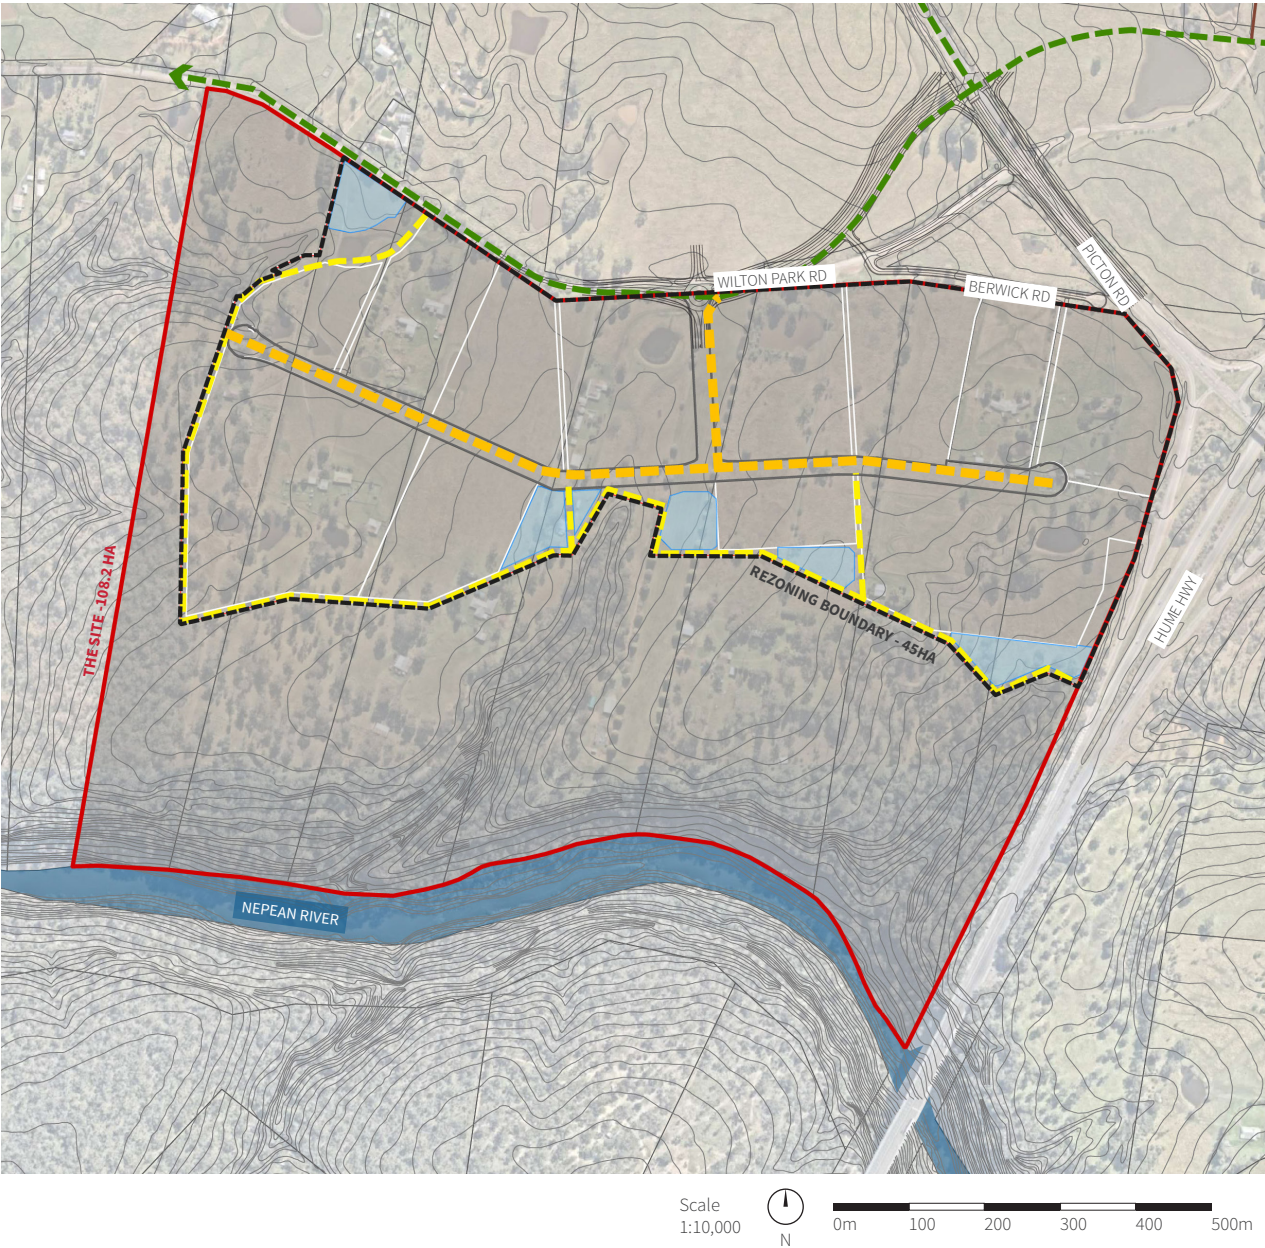 PICTON RD
WILTON PARK RD
BERWICK RD
THE SITE -108.2 HA
REZONING BOUNDARY - 45HA
HUME HWY
NEPEAN RIVER
Scale
1:10,000
N
0m 100 200 300 400 500m